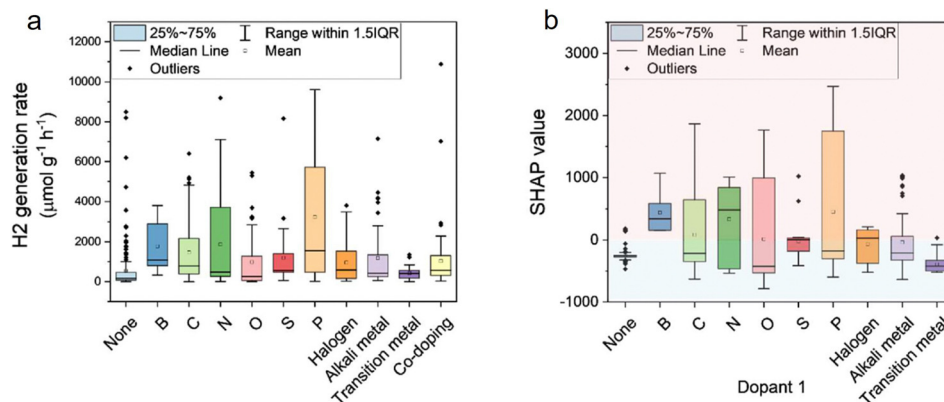 a
25%~75%
Range within 1.5IQR
Median Line
Mean
Outliers
H2 generation rate
(μmol g⁻¹ h⁻¹)
12000
10000
8000
6000
4000
2000
0
None
B
C
N
O
S
P
Halogen
Alkali metal
Transition metal
Co-doping
b
25%~75%
Range within 1.5IQR
Median Line
Mean
Outliers
SHAP value
3000
2000
1000
0
-1000
None
B
C
N
O
S
P
Halogen
Alkali metal
Transition metal
Dopant 1